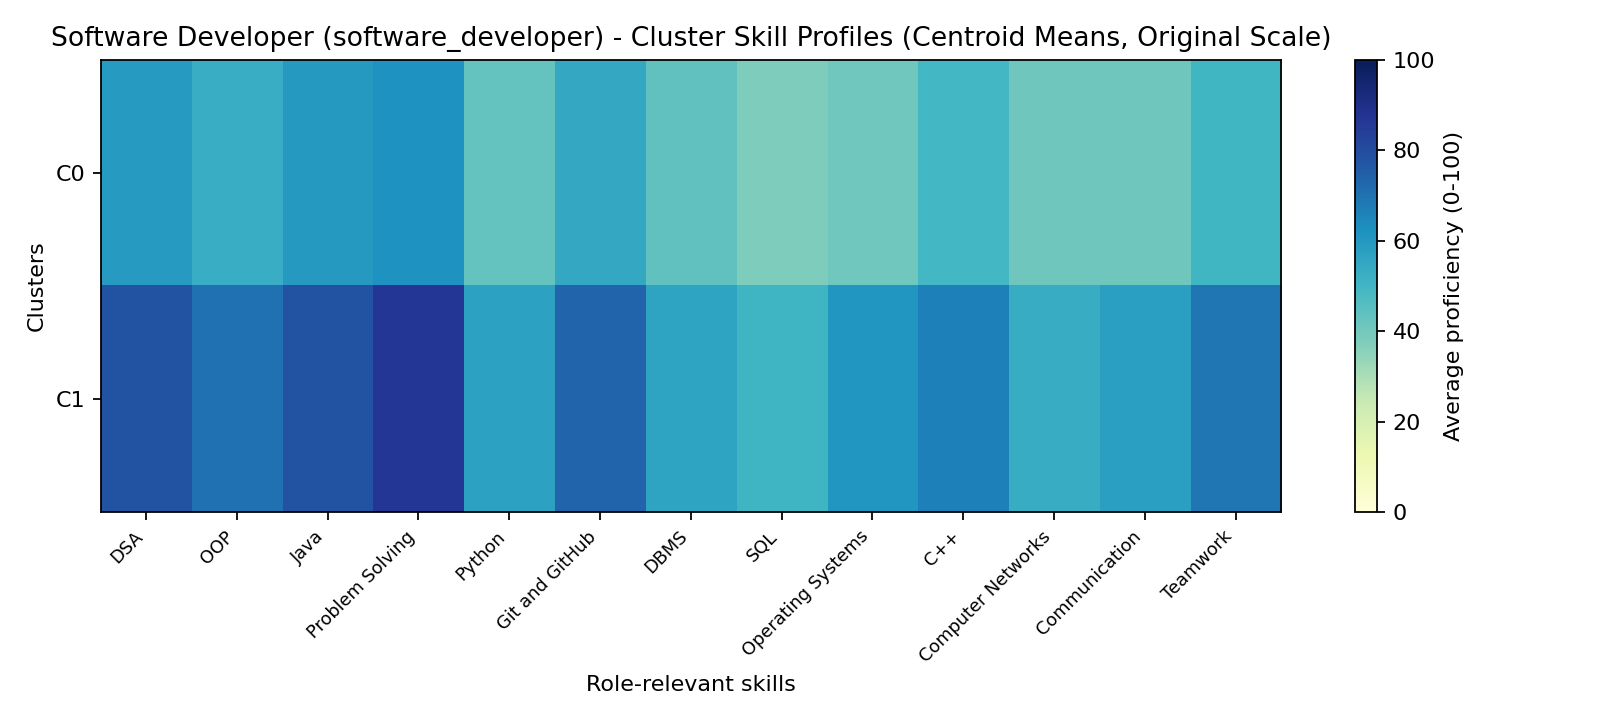 Software Developer (software_developer) - Cluster Skill Profiles (Centroid Means, Original Scale)
Clusters
C0
C1
DSA
OOP
Java
Problem Solving
Python
Git and GitHub
DBMS
SQL
Operating Systems
C++
Computer Networks
Communication
Teamwork
Role-relevant skills
100
80
60
40
20
0
Average proficiency (0-100)